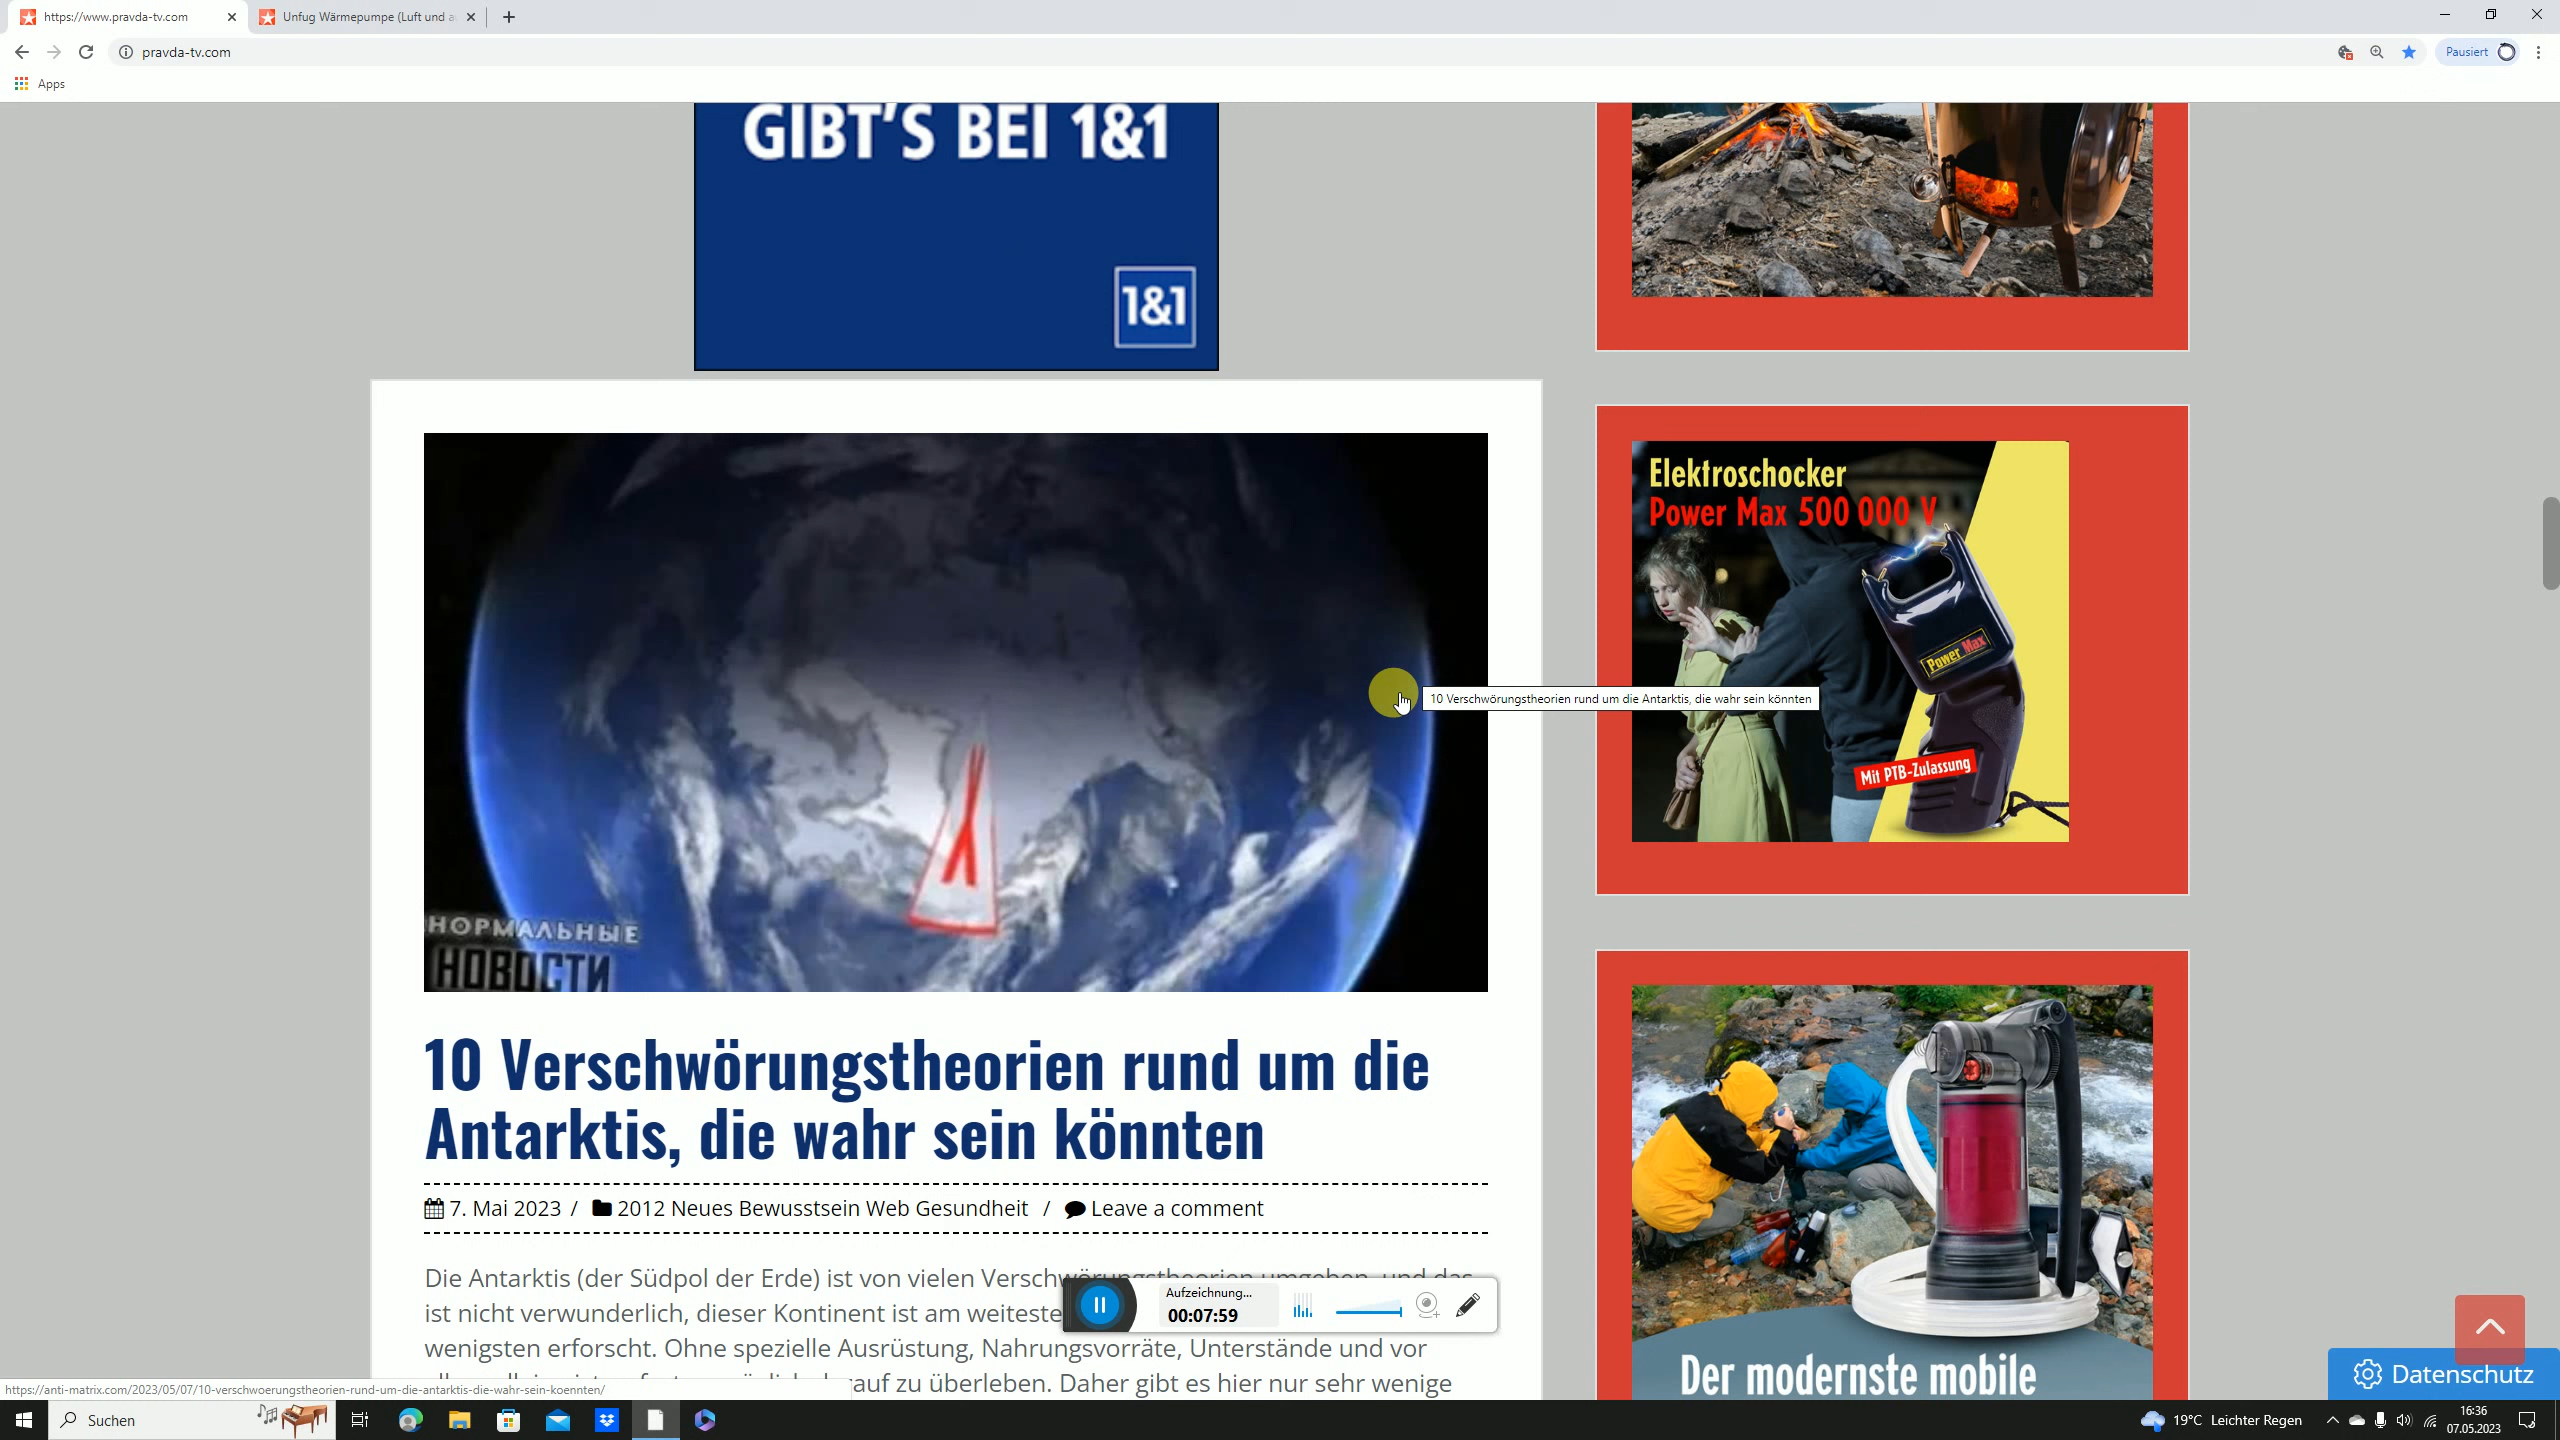 https://www.pravda-tv.com
Unfug Wärmepumpe (Luft und a
pravda-tv.com
Pausiert
Apps
GIBT'S BEI 1&1
1&1
Elektroschocker
Power Max 500 000 V
Power Max
Mit PTB-Zulassung
10 Verschwörungstheorien rund um die Antarktis, die wahr sein könnten
НОРМАЛЬНЫЕ
НОВОСТИ
10 Verschwörungstheorien rund um die
Antarktis, die wahr sein könnten
7. Mai 2023 / 2012 Neues Bewusstsein Web Gesundheit / Leave a comment
Die Antarktis (der Südpol der Erde) ist von vielen Verschwörungstheorien umgeben, und das
ist nicht verwunderlich, dieser Kontinent ist am weiteste
wenigsten erforscht. Ohne spezielle Ausrüstung, Nahrungsvorräte, Unterstände und vor
auf zu überleben. Daher gibt es hier nur sehr wenige
Aufzeichnung...
00:07:59
Der modernste mobile
Datenschutz
https://anti-matrix.com/2023/05/07/10-verschwoerungstheorien-rund-um-die-antarktis-die-wahr-sein-koennten/
Suchen
19°C Leichter Regen
16:36
07.05.2023